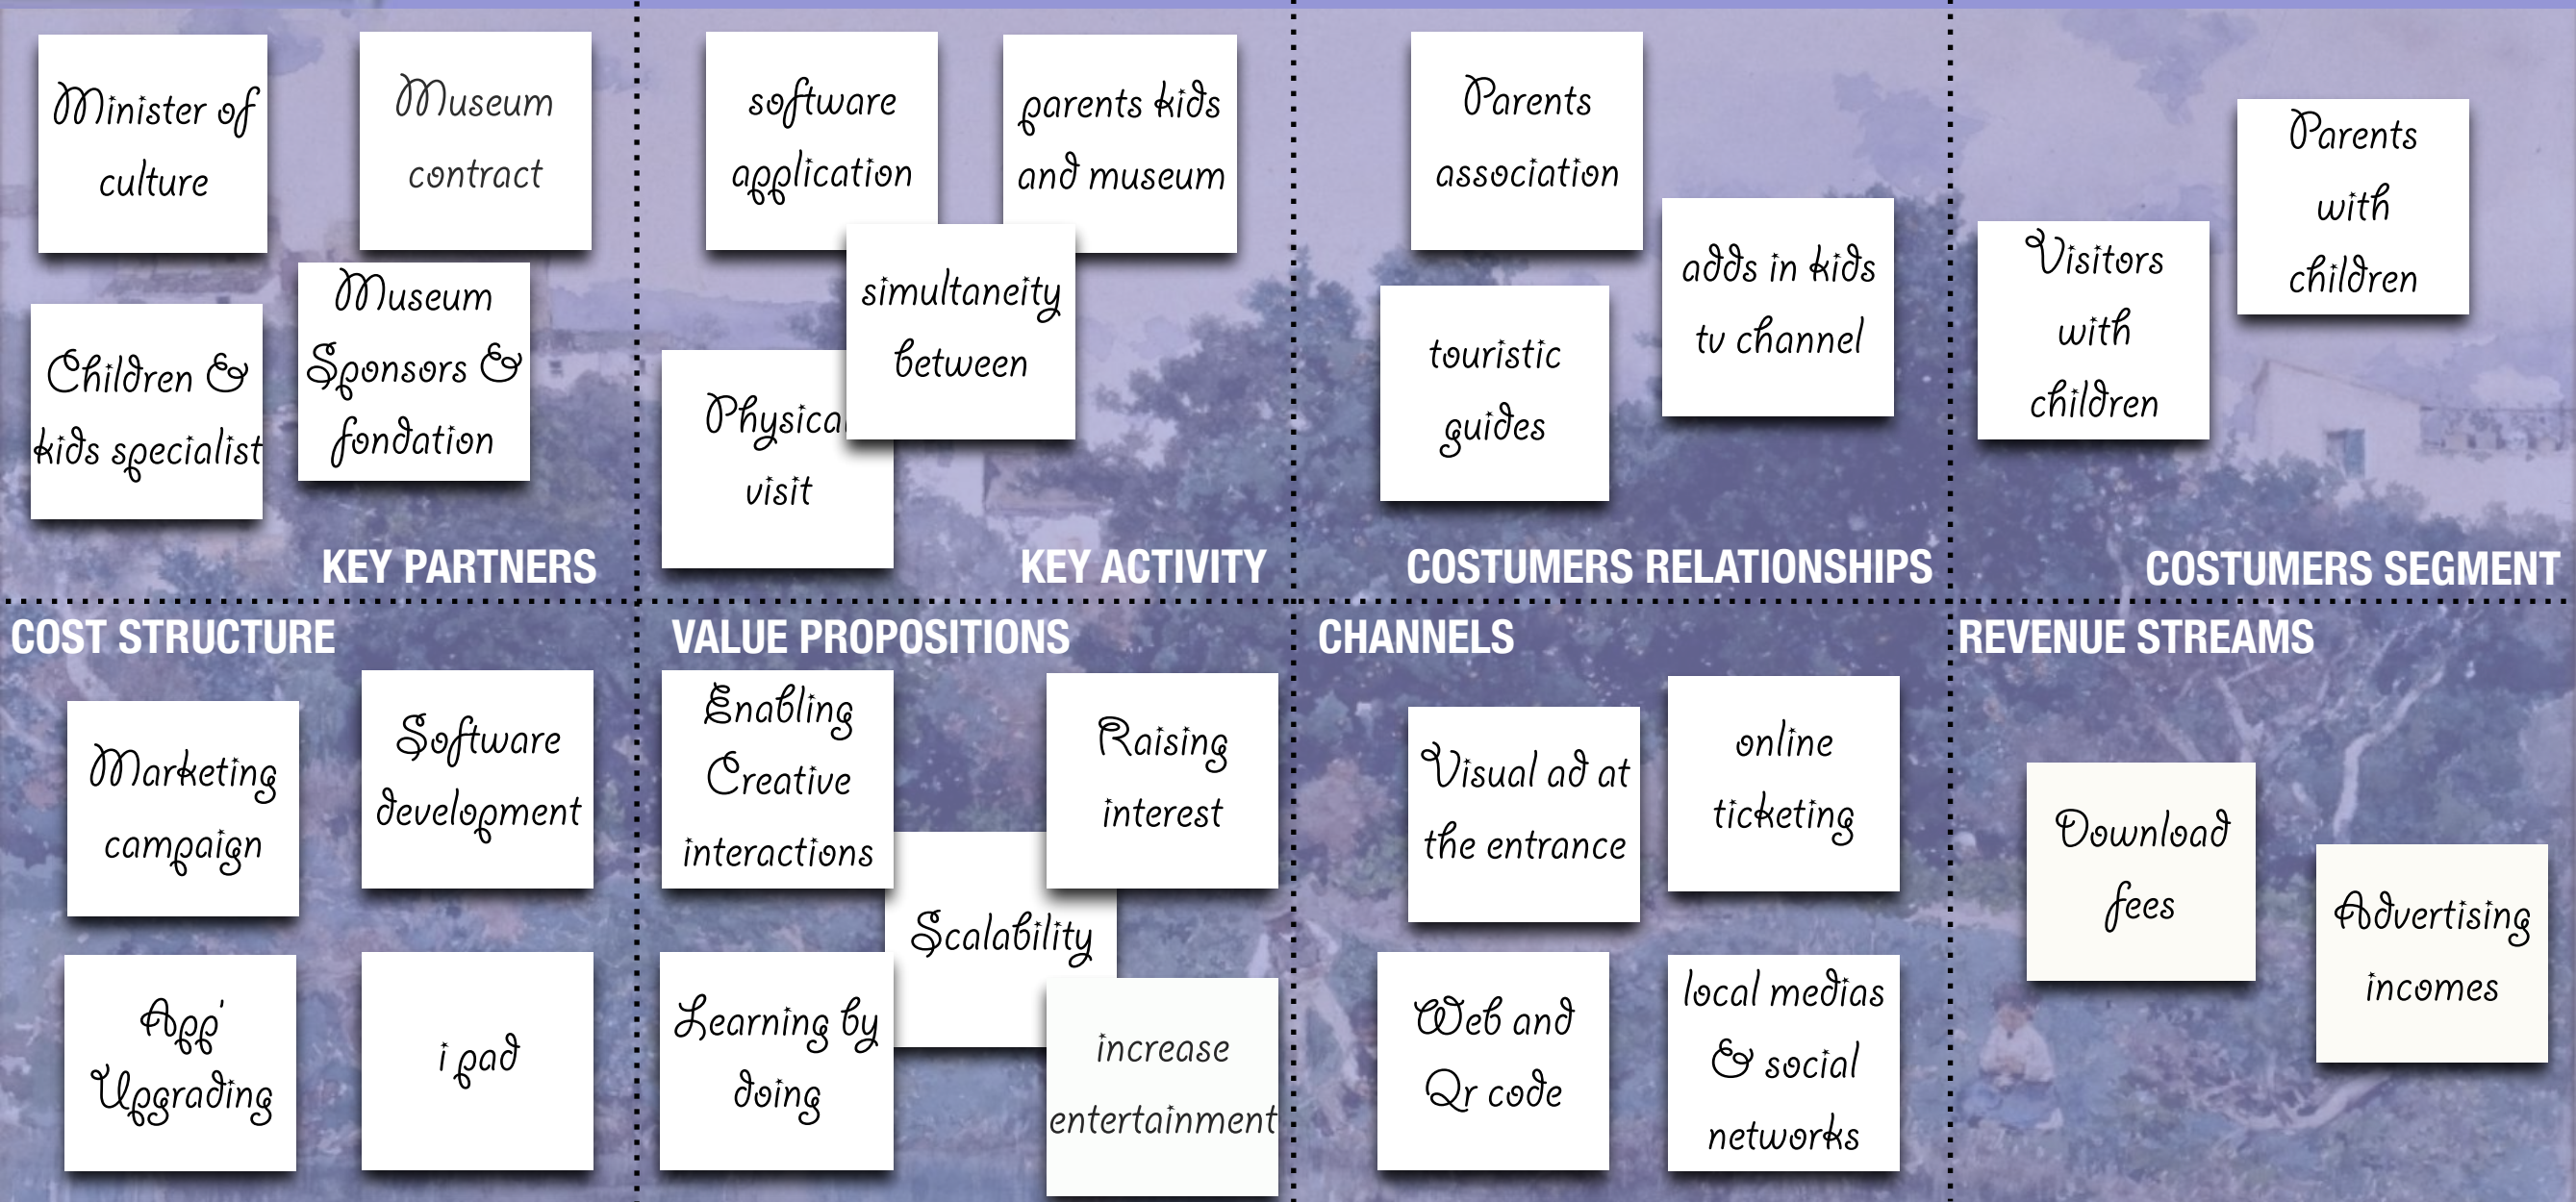 Minister of
culture
Museum
contract
Children &
kids specialist
Museum
Sponsors &
fondation
KEY PARTNERS
software
application
parents kids
and museum
simultaneity
between
Physical
visit
KEY ACTIVITY
Parents
association
adds in kids
tv channel
touristic
guides
COSTUMERS RELATIONSHIPS
Parents
with
children
Visitors
with
children
COSTUMERS SEGMENT
COST STRUCTURE
Marketing
campaign
Software
development
App'
Upgrading
i pad
VALUE PROPOSITIONS
Enabling
Creative
interactions
Raising
interest
Scalability
Learning by
doing
increase
entertainment
CHANNELS
Visual ad at
the entrance
online
ticketing
Web and
Qr code
local medias
& social
networks
REVENUE STREAMS
Download
fees
Advertising
incomes